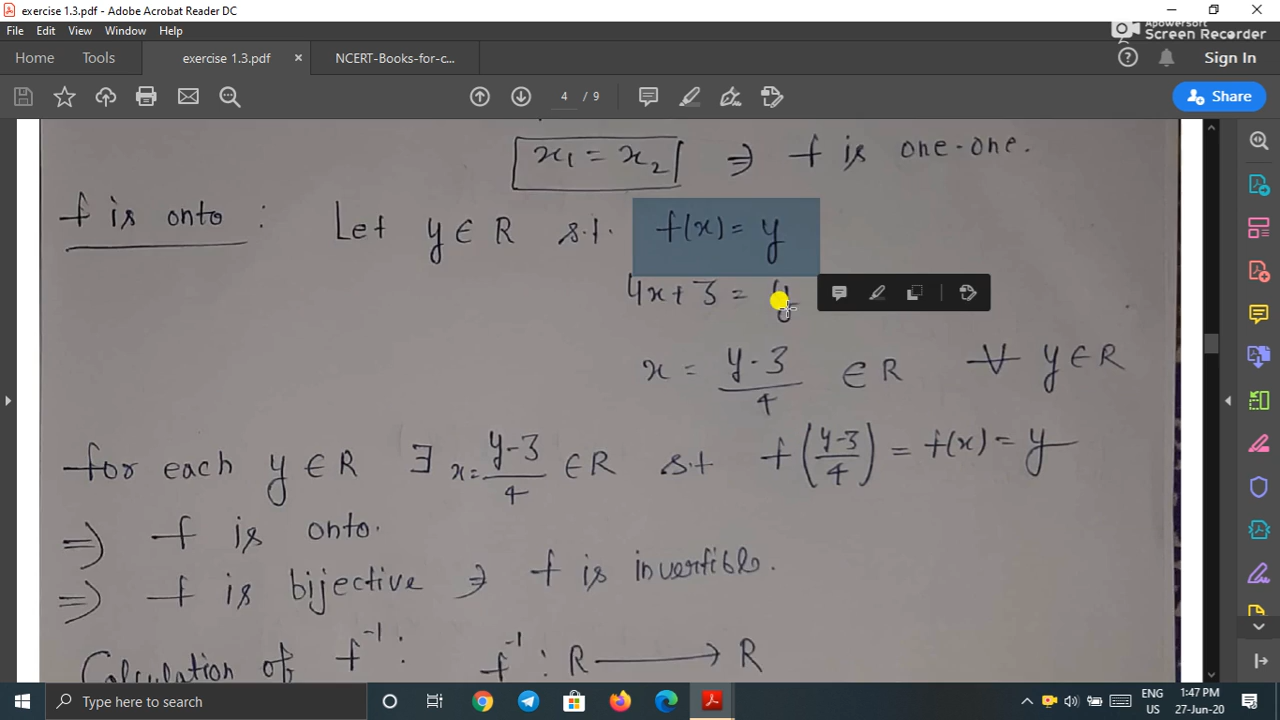 exercise 1.3.pdf - Adobe Acrobat Reader DC
Apowersoft
Screen Recorder
File Edit View Window Help
Home Tools exercise 1.3.pdf × NCERT-Books-for-c... Sign In
4 / 9 Share
x₁ = x₂ ⇒ f is one-one.
f is onto : Let y ∈ R s.t. f(x) = y
4x + 3 = y
x = (y-3)/4 ∈ R ∀ y ∈ R
for each y ∈ R ∃ x = (y-3)/4 ∈ R s.t f((y-3)/4) = f(x) = y
⇒ f is onto.
⇒ f is bijective ⇒ f is invertible.
Calculation of f⁻¹ : f⁻¹ : R → R
Type here to search
ENG 1:47 PM
US 27-Jun-20